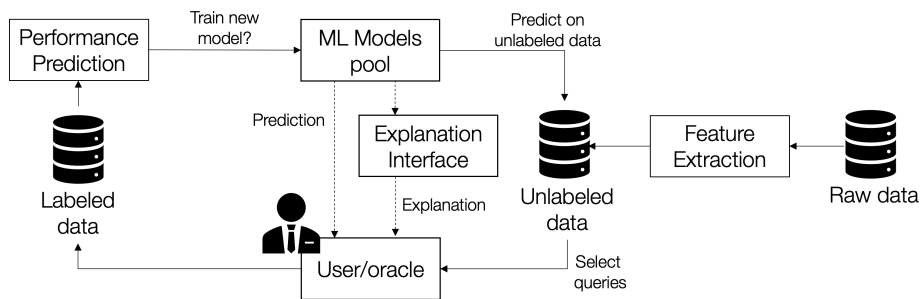 Performance
Prediction
Train new
model?
ML Models
pool
Predict on
unlabeled data
Prediction
Explanation
Interface
Feature
Extraction
Labeled
data
Explanation
Unlabeled
data
Raw data
User/oracle
Select
queries